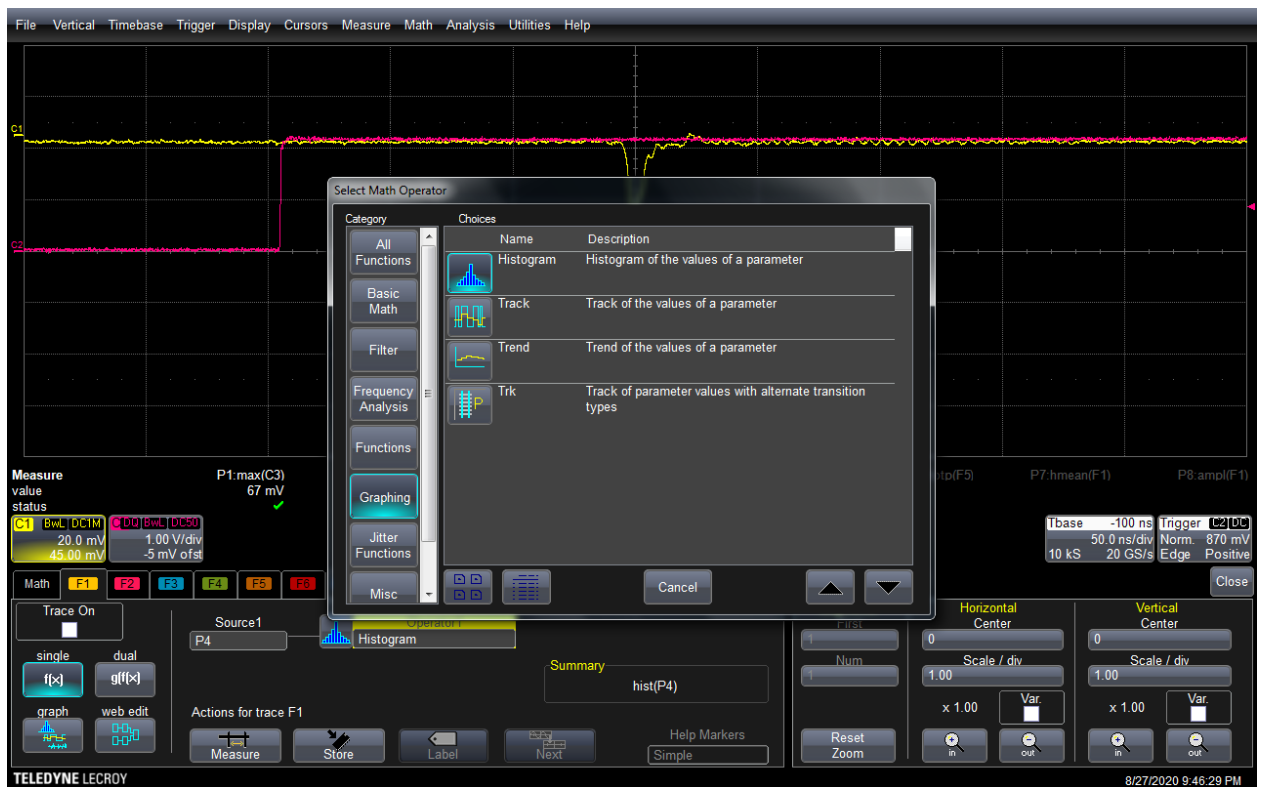 File Vertical Timebase Trigger Display Cursors Measure Math Analysis Utilities Help
C1
C2
Select Math Operator
Category Choices
Name Description
All Functions
Basic Math
Filter
Frequency Analysis
Functions
Graphing
Jitter Functions
Misc
Histogram Histogram of the values of a parameter
Track Track of the values of a parameter
Trend Trend of the values of a parameter
Trk Track of parameter values with alternate transition
types
P
Cancel
Measure P1:max(C3) P7:hmean(F1) P8:ampl(F1)
value 67 mV
status
C1 BwL DC1M
20.0 mV
45.00 mV
DQ BwL DC50
1.00 V/div
-5 mV ofst
Tbase -100 ns
50.0 ns/div
10 kS 20 GS/s
Trigger C2 DC
Norm. 870 mV
Edge Positive
Math F1 F2 F3 F4 F5 F6 Close
Trace On
single dual
f(x) g(f(x)
graph web edit
Source1
P4
Operator1
Histogram
Summary
hist(P4)
Actions for trace F1
Measure Store Label Next
Help Markers
Simple
First
1
Num
1
Reset
Zoom
Horizontal
Center
0
Scale / div
1.00
x 1.00 Var.
in out
Vertical
Center
0
Scale / div
1.00
x 1.00 Var.
in out
TELEDYNE LECROY 8/27/2020 9:46:29 PM